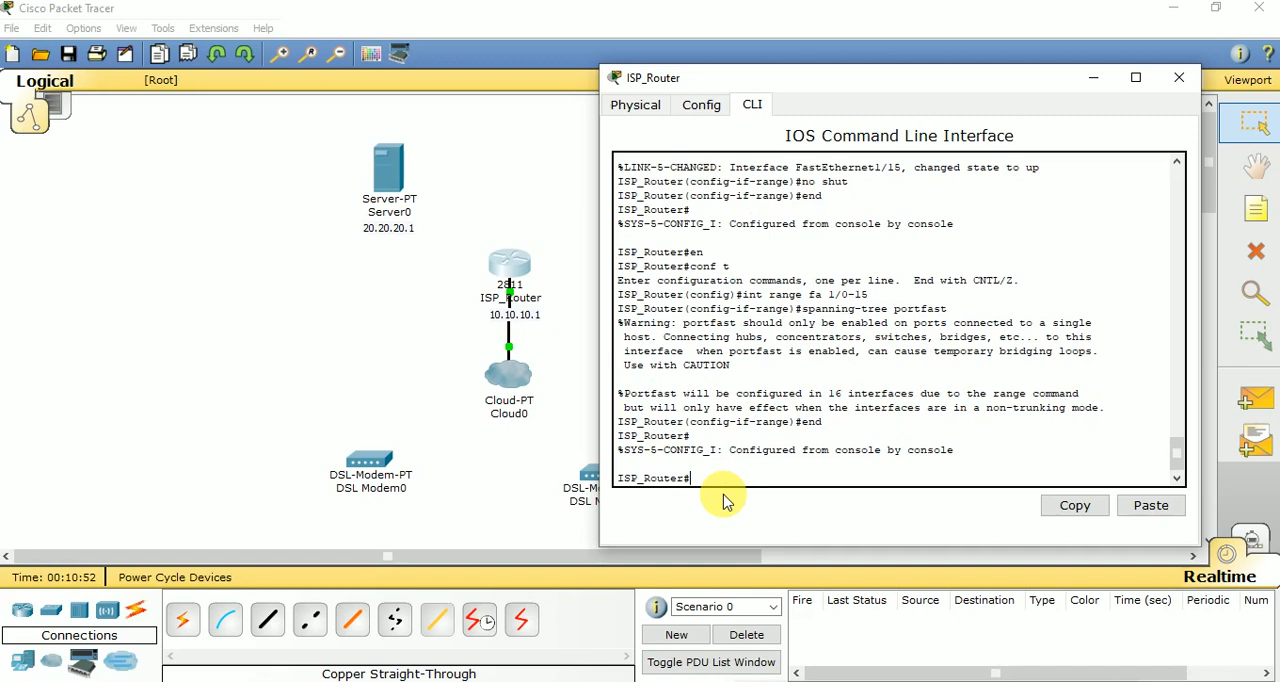 Cisco Packet Tracer
File Edit Options View Tools Extensions Help
Logical
[Root]
Viewport
Server-PT
Server0
20.20.20.1
2811
ISP_Router
10.10.10.1
Cloud-PT
Cloud0
DSL-Modem-PT
DSL Modem0
DSL-M
DSL M
ISP_Router
Physical Config CLI
IOS Command Line Interface
%LINK-5-CHANGED: Interface FastEthernet1/15, changed state to up
ISP_Router(config-if-range)#no shut
ISP_Router(config-if-range)#end
ISP_Router#
%SYS-5-CONFIG_I: Configured from console by console
ISP_Router#en
ISP_Router#conf t
Enter configuration commands, one per line.  End with CNTL/Z.
ISP_Router(config)#int range fa 1/0-15
ISP_Router(config-if-range)#spanning-tree portfast
%Warning: portfast should only be enabled on ports connected to a single
host. Connecting hubs, concentrators, switches, bridges, etc... to this
interface  when portfast is enabled, can cause temporary bridging loops.
Use with CAUTION
%Portfast will be configured in 16 interfaces due to the range command
but will only have effect when the interfaces are in a non-trunking mode.
ISP_Router(config-if-range)#end
ISP_Router#
%SYS-5-CONFIG_I: Configured from console by console
ISP_Router#
Copy Paste
Time: 00:10:52 Power Cycle Devices
Realtime
Connections
Copper Straight-Through
Scenario 0
New Delete
Toggle PDU List Window
Fire Last Status Source Destination Type Color Time (sec) Periodic Num